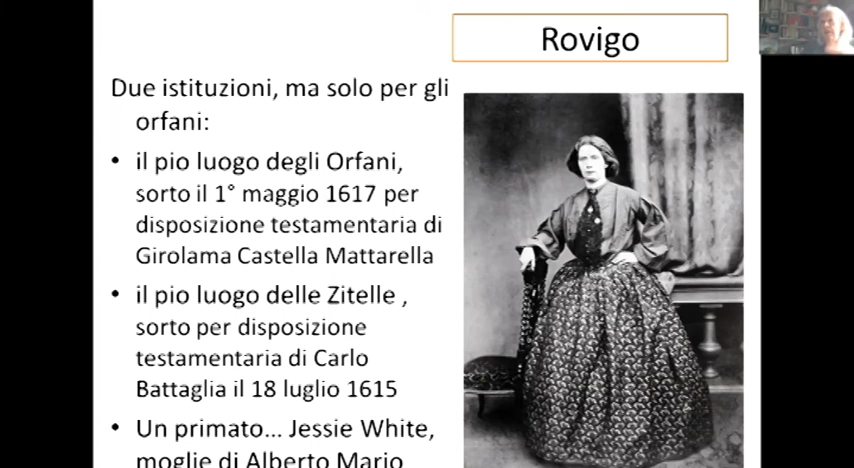 Rovigo
Due istituzioni, ma solo per gli
orfani:
• il pio luogo degli Orfani,
sorto il 1° maggio 1617 per
disposizione testamentaria di
Girolama Castella Mattarella
• il pio luogo delle Zitelle ,
sorto per disposizione
testamentaria di Carlo
Battaglia il 18 luglio 1615
• Un primato... Jessie White,
moglie di Alberto Mario